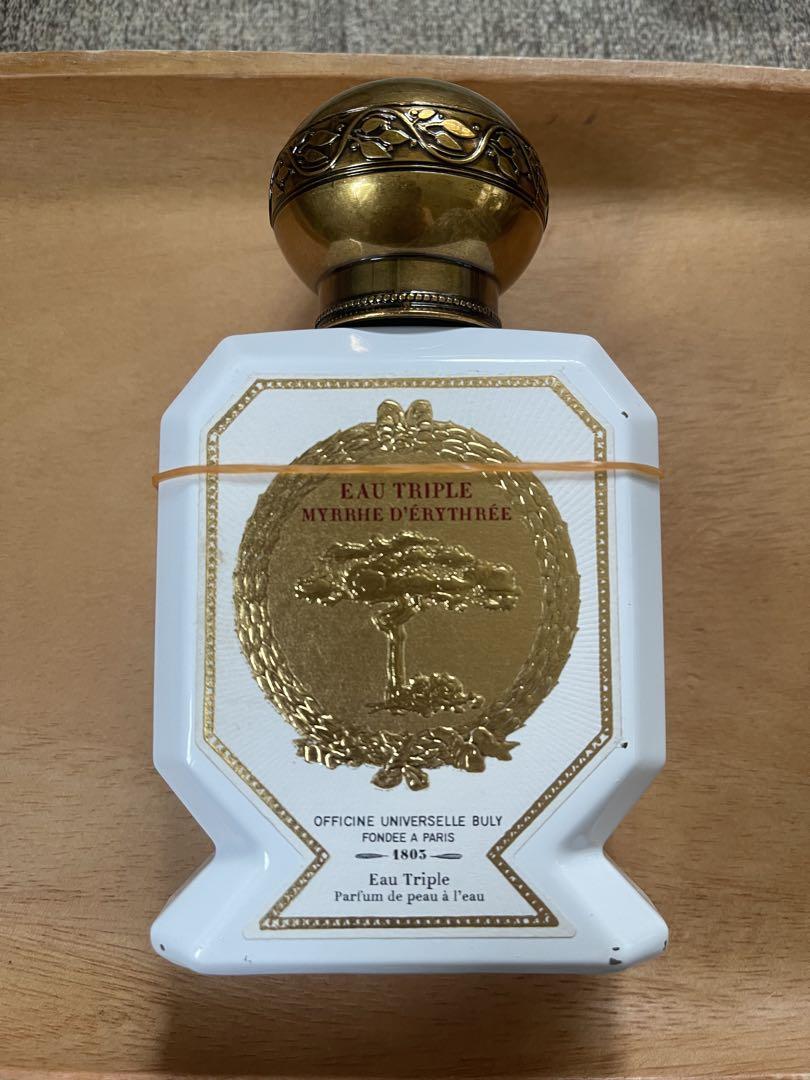 EAU TRIPLE
MYRRHE D'ÉRYTHRÉE
OFFICINE UNIVERSELLE BULY
FONDEE A PARIS
1803
Eau Triple
Parfum de peau à l'eau